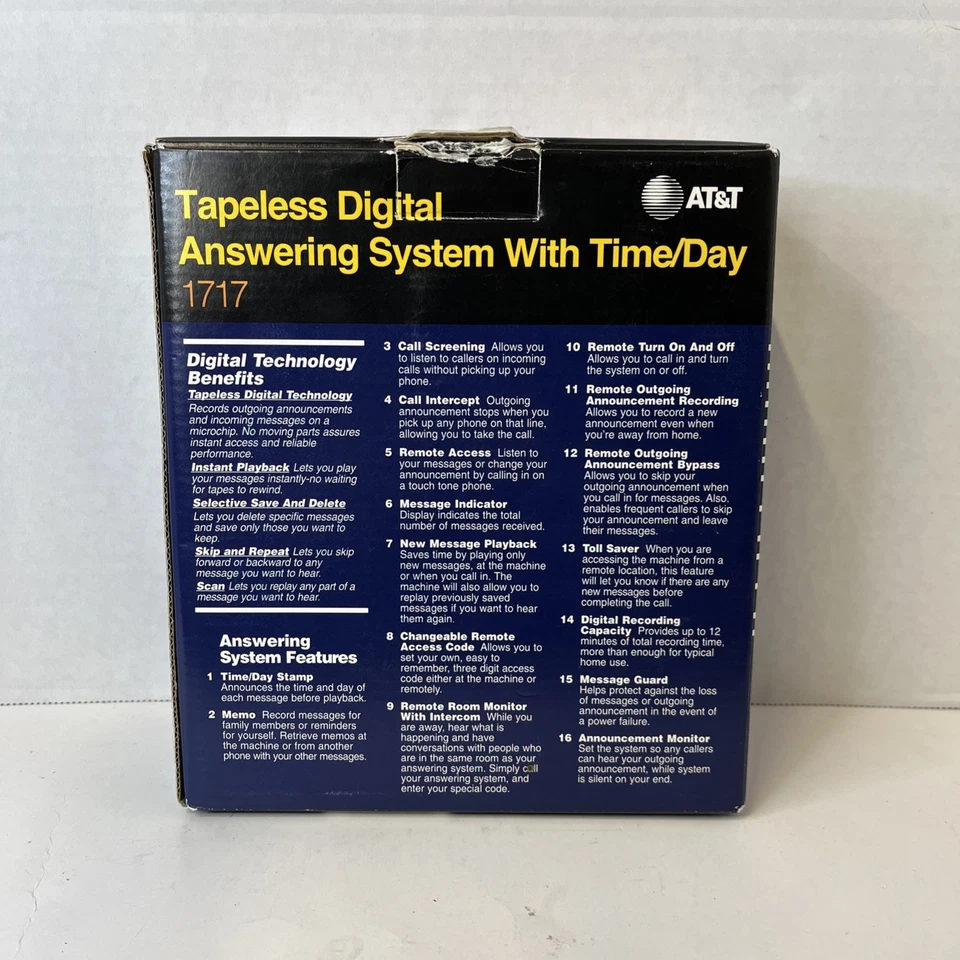 Tapeless Digital
Answering System With Time/Day
1717
AT&T
Digital Technology
Benefits
Tapeless Digital Technology
Records outgoing announcements
and incoming messages on a
microchip. No moving parts assures
instant access and reliable
performance.
Instant Playback Lets you play
your messages instantly-no waiting
for tapes to rewind.
Selective Save And Delete
Lets you delete specific messages
and save only those you want to
keep.
Skip and Repeat Lets you skip
forward or backward to any
message you want to hear.
Scan Lets you replay any part of a
message you want to hear.
Answering
System Features
1 Time/Day Stamp
Announces the time and day of
each message before playback.
2 Memo Record messages for
family members or reminders
for yourself. Retrieve memos at
the machine or from another
phone with your other messages.
3 Call Screening Allows you
to listen to callers on incoming
calls without picking up your
phone.
4 Call Intercept Outgoing
announcement stops when you
pick up any phone on that line,
allowing you to take the call.
5 Remote Access Listen to
your messages or change your
announcement by calling in on
a touch tone phone.
6 Message Indicator
Display indicates the total
number of messages received.
7 New Message Playback
Saves time by playing only
new messages, at the machine
or when you call in. The
machine will also allow you to
replay previously saved
messages if you want to hear
them again.
8 Changeable Remote
Access Code Allows you to
set your own, easy to
remember, three digit access
code either at the machine or
remotely.
9 Remote Room Monitor
With Intercom While you
are away, hear what is
happening and have
conversations with people who
are in the same room as your
answering system. Simply call
your answering system, and
enter your special code.
10 Remote Turn On And Off
Allows you to call in and turn
the system on or off.
11 Remote Outgoing
Announcement Recording
Allows you to record a new
announcement even when
you're away from home.
12 Remote Outgoing
Announcement Bypass
Allows you to skip your
outgoing announcement when
you call in for messages. Also,
enables frequent callers to skip
your announcement and leave
their messages.
13 Toll Saver When you are
accessing the machine from a
remote location, this feature
will let you know if there are any
new messages before
completing the call.
14 Digital Recording
Capacity Provides up to 12
minutes of total recording time,
more than enough for typical
home use.
15 Message Guard
Helps protect against the loss
of messages or outgoing
announcement in the event of
a power failure.
16 Announcement Monitor
Set the system so any callers
can hear your outgoing
announcement, while system
is silent on your end.